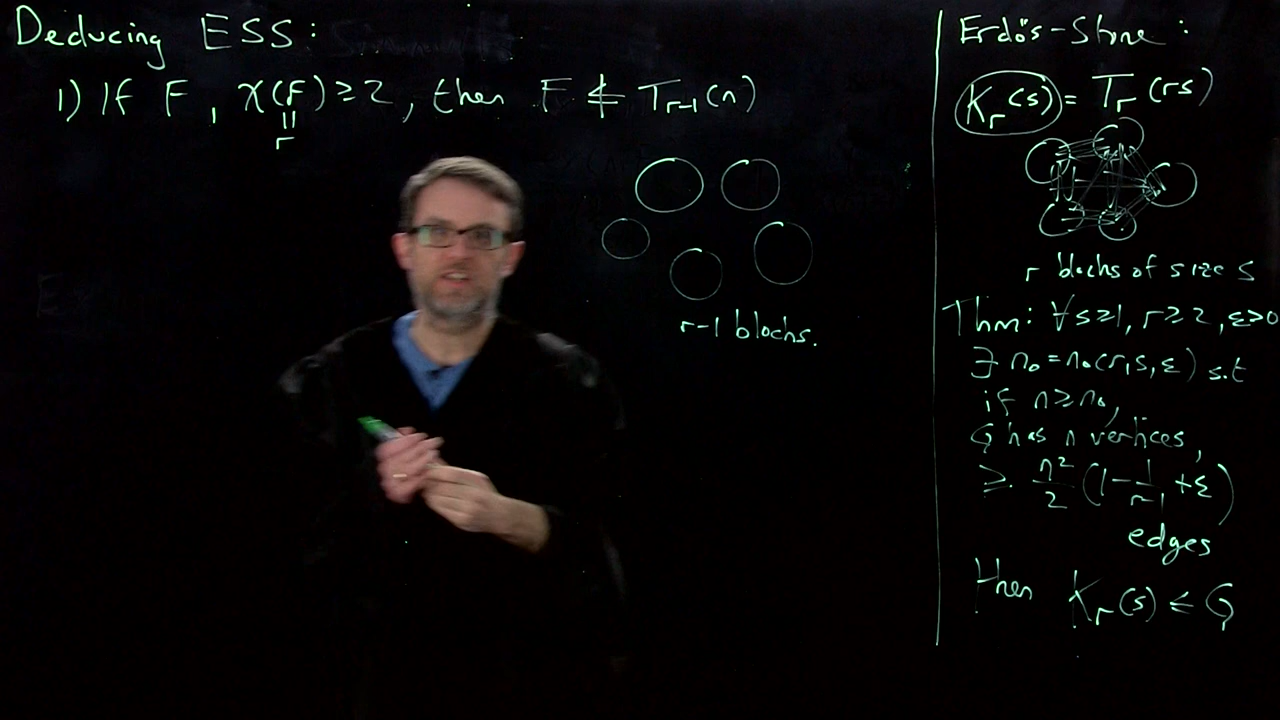 Deducing ESS:
1) If F, χ(F) ≥ 2, then F ⊄ T_{r-1}(n)
=
r
r-1 blocks.
Erdős-Stone:
K_r(s) = T_r(rs)
r blocks of size s
Thm: ∀ s≥1, r≥2, ε>0
∃ n₀ = n₀(r,s,ε) s.t
if n ≥ n₀,
G has n vertices,
≥ n²/2 (1 - 1/(r-1) + ε)
edges
then K_r(s) ≤ G